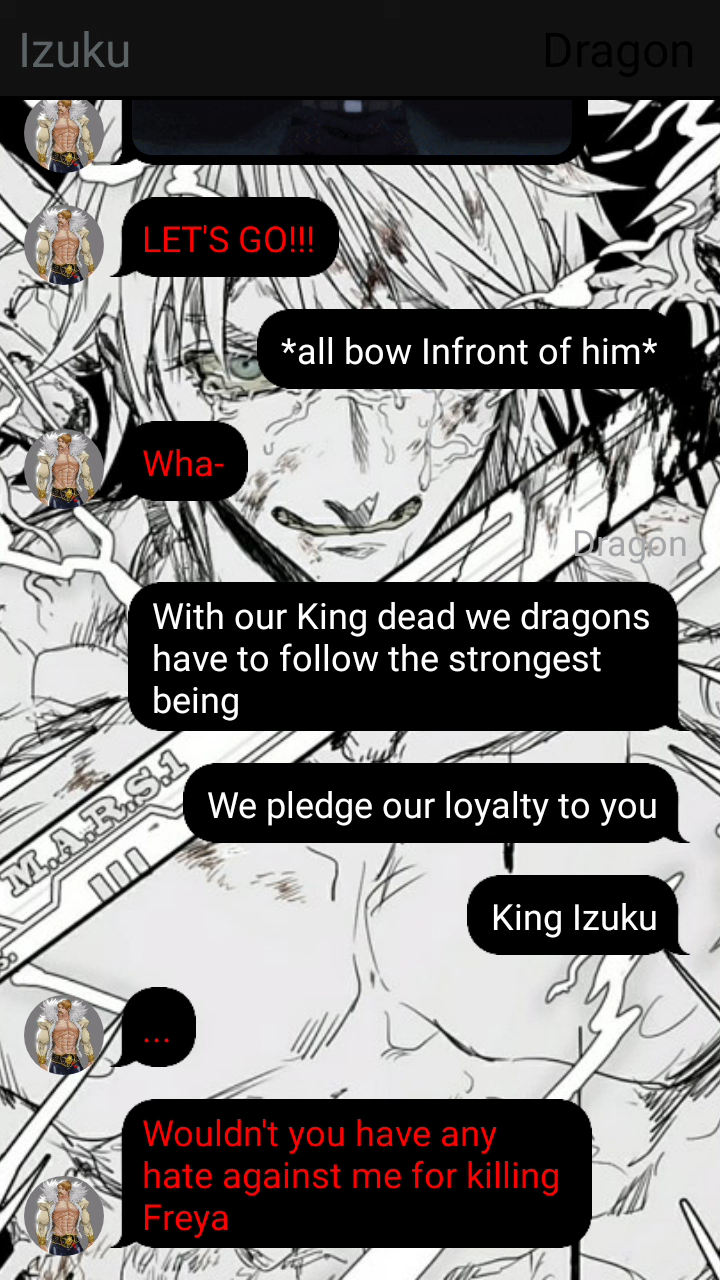 Izuku
Dragon
LET'S GO!!!
*all bow Infront of him*
Wha-
Dragon
With our King dead we dragons
have to follow the strongest
being
We pledge our loyalty to you
M.A.R.S.1
King Izuku
...
Wouldn't you have any
hate against me for killing
Freya